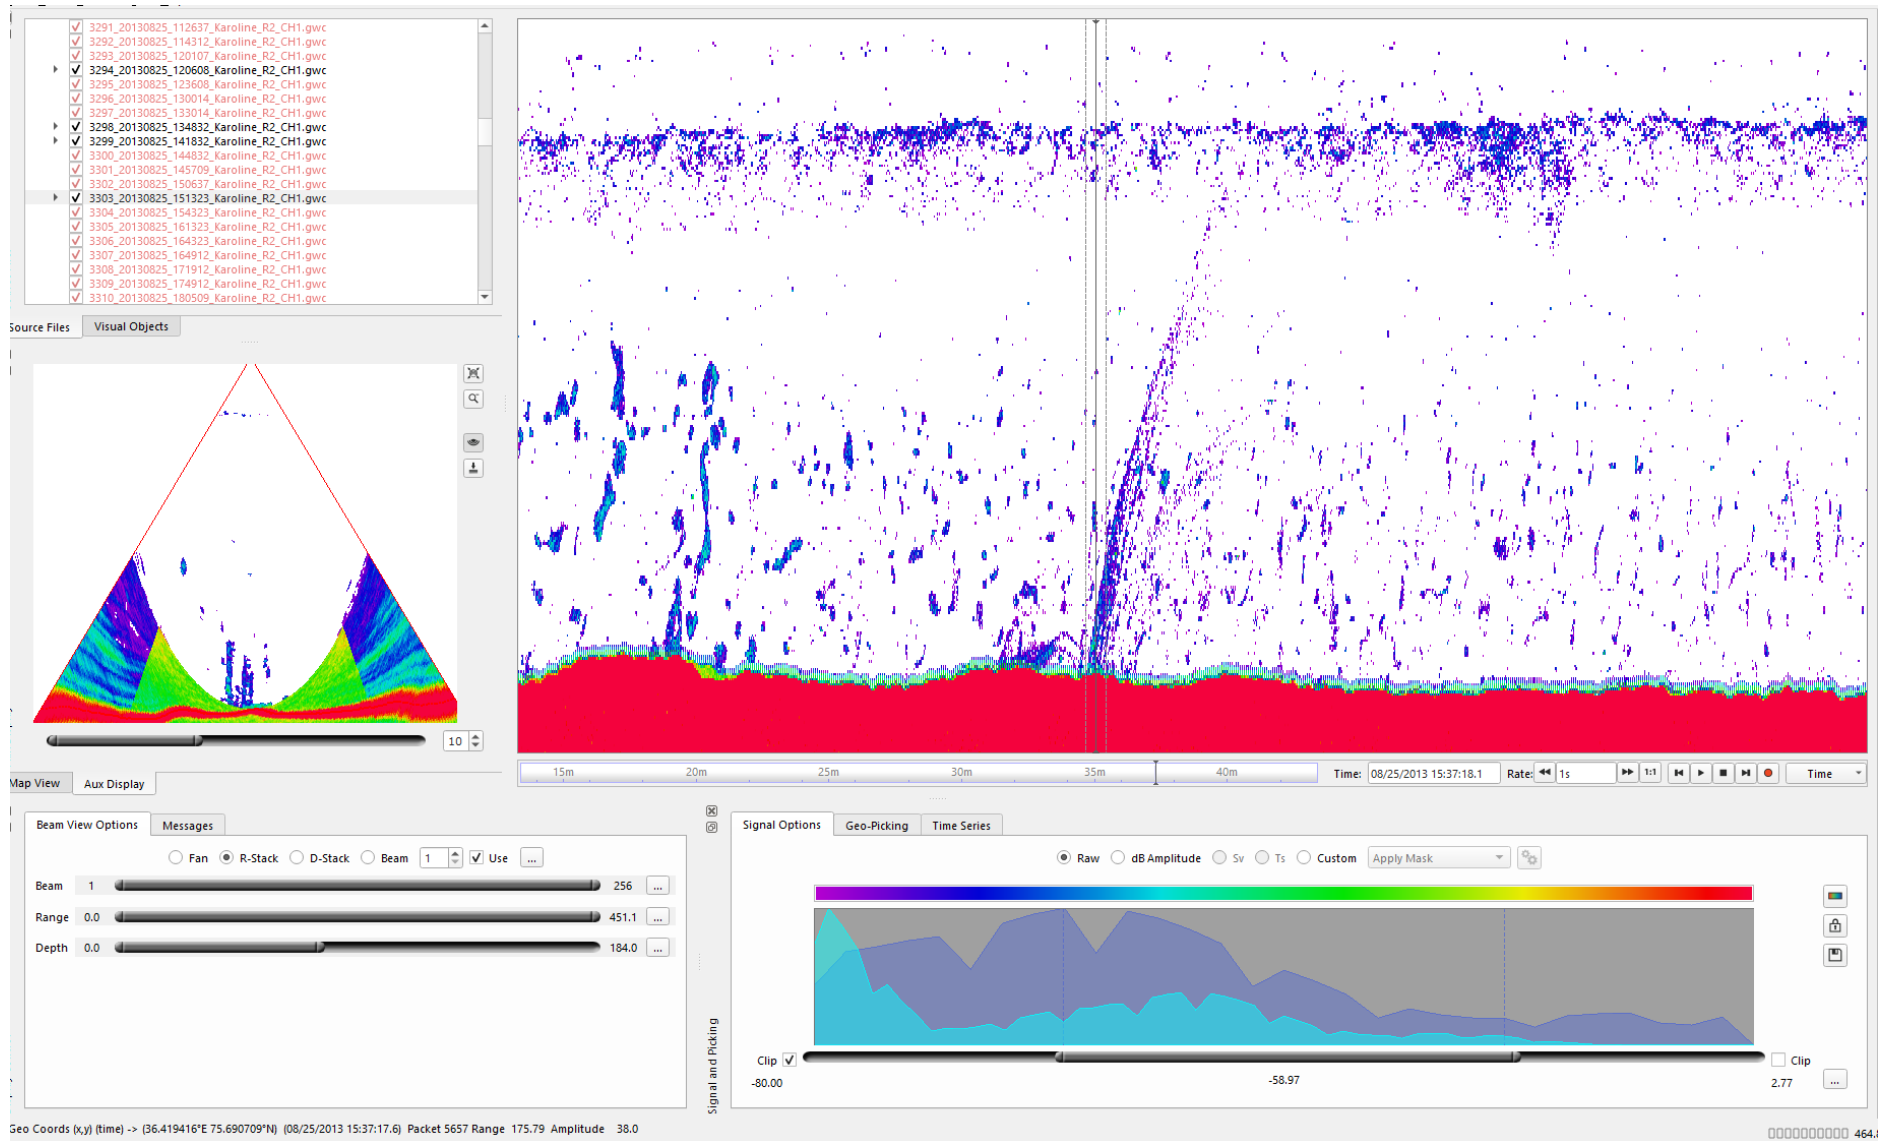 3291_20130825_112637_Karoline_R2_CH1.gwc
3292_20130825_114312_Karoline_R2_CH1.gwc
3293_20130825_120107_Karoline_R2_CH1.gwc
3294_20130825_120608_Karoline_R2_CH1.gwc
3295_20130825_123608_Karoline_R2_CH1.gwc
3296_20130825_130014_Karoline_R2_CH1.gwc
3297_20130825_133014_Karoline_R2_CH1.gwc
3298_20130825_134832_Karoline_R2_CH1.gwc
3299_20130825_141832_Karoline_R2_CH1.gwc
3300_20130825_144832_Karoline_R2_CH1.gwc
3301_20130825_145709_Karoline_R2_CH1.gwc
3302_20130825_150637_Karoline_R2_CH1.gwc
3303_20130825_151323_Karoline_R2_CH1.gwc
3304_20130825_154323_Karoline_R2_CH1.gwc
3305_20130825_161323_Karoline_R2_CH1.gwc
3306_20130825_164323_Karoline_R2_CH1.gwc
3307_20130825_164912_Karoline_R2_CH1.gwc
3308_20130825_171912_Karoline_R2_CH1.gwc
3309_20130825_174912_Karoline_R2_CH1.gwc
3310_20130825_180509_Karoline_R2_CH1.gwc
Source Files Visual Objects
10
Map View Aux Display
15m 20m 25m 30m 35m 40m Time: 08/25/2013 15:37:18.1 Rate: 1s 1:1 Time
Beam View Options Messages
Fan R-Stack D-Stack Beam 1 Use ...
Beam 1 256 ...
Range 0.0 451.1 ...
Depth 0.0 184.0 ...
Signal and Picking
Signal Options Geo-Picking Time Series
Raw dB Amplitude Sv Ts Custom Apply Mask
Clip Clip
-80.00 -58.97 2.77 ...
Geo Coords (x,y) (time) -> (36.419416°E 75.690709°N) (08/25/2013 15:37:17.6) Packet 5657 Range 175.79 Amplitude 38.0